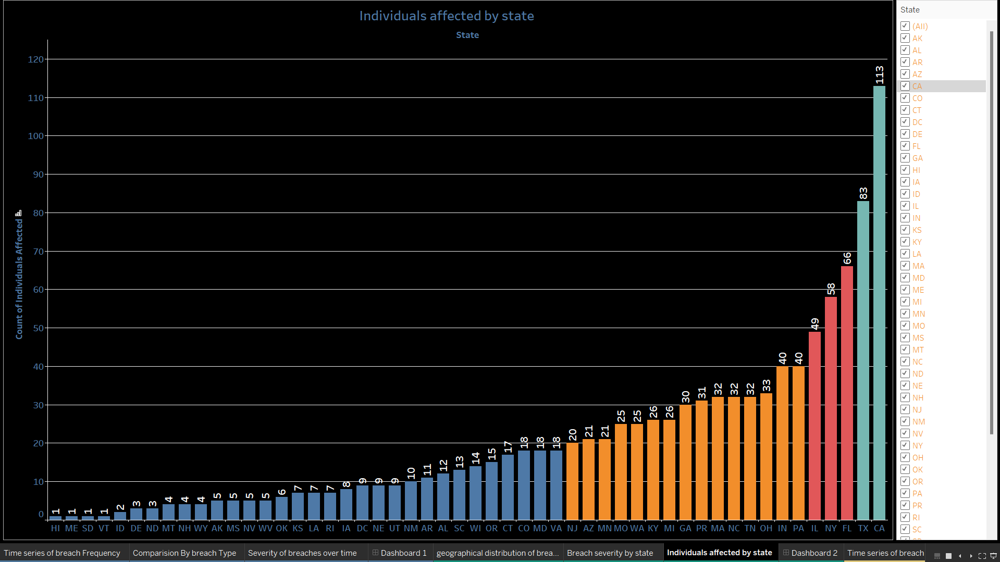 Individuals affected by state
State
Count of Individuals Affected
120
110
100
90
80
70
60
50
40
30
20
10
0
1 1 1 1 2 3 3 4 4 4 5 5 5 5 6 7 7 7 8 9 9 9 10 11 12 13 14 15 17 18 18 18 20 21 21 25 25 26 26 30 31 32 32 32 33 40 40 49 58 66 83 113
HI ME SD VT ID DE ND MT NH WY AK MS NV WV OK KS LA RI IA DC NE UT NM AR AL SC WI OR CT CO MD VA NJ AZ MN MO WA KY MI GA PR MA NC TN OH IN PA IL NY FL TX CA
State
(All)
AK
AL
AR
AZ
CA
CO
CT
DC
DE
FL
GA
HI
IA
ID
IL
IN
KS
KY
LA
MA
MD
ME
MI
MN
MO
MS
MT
NC
ND
NE
NH
NJ
NM
NV
NY
OH
OK
OR
PA
PR
RI
SC
Time series of breach Frequency Comparision By breach Type Severity of breaches over time Dashboard 1 geographical distribution of brea... Breach severity by state Individuals affected by state Dashboard 2 Time series of breach